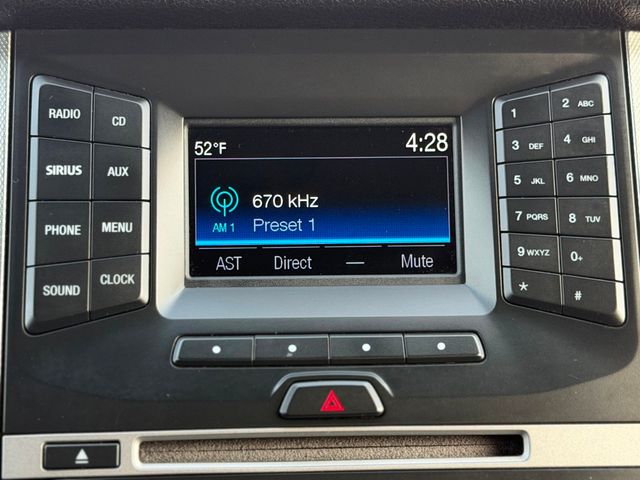 RADIO
CD
SIRIUS
AUX
PHONE
MENU
SOUND
CLOCK
52°F 4:28
670 kHz
AM 1 Preset 1
AST Direct — Mute
1
2 ABC
3 DEF
4 GHI
5 JKL
6 MNO
7 PQRS
8 TUV
9 WXYZ
0+
*
#